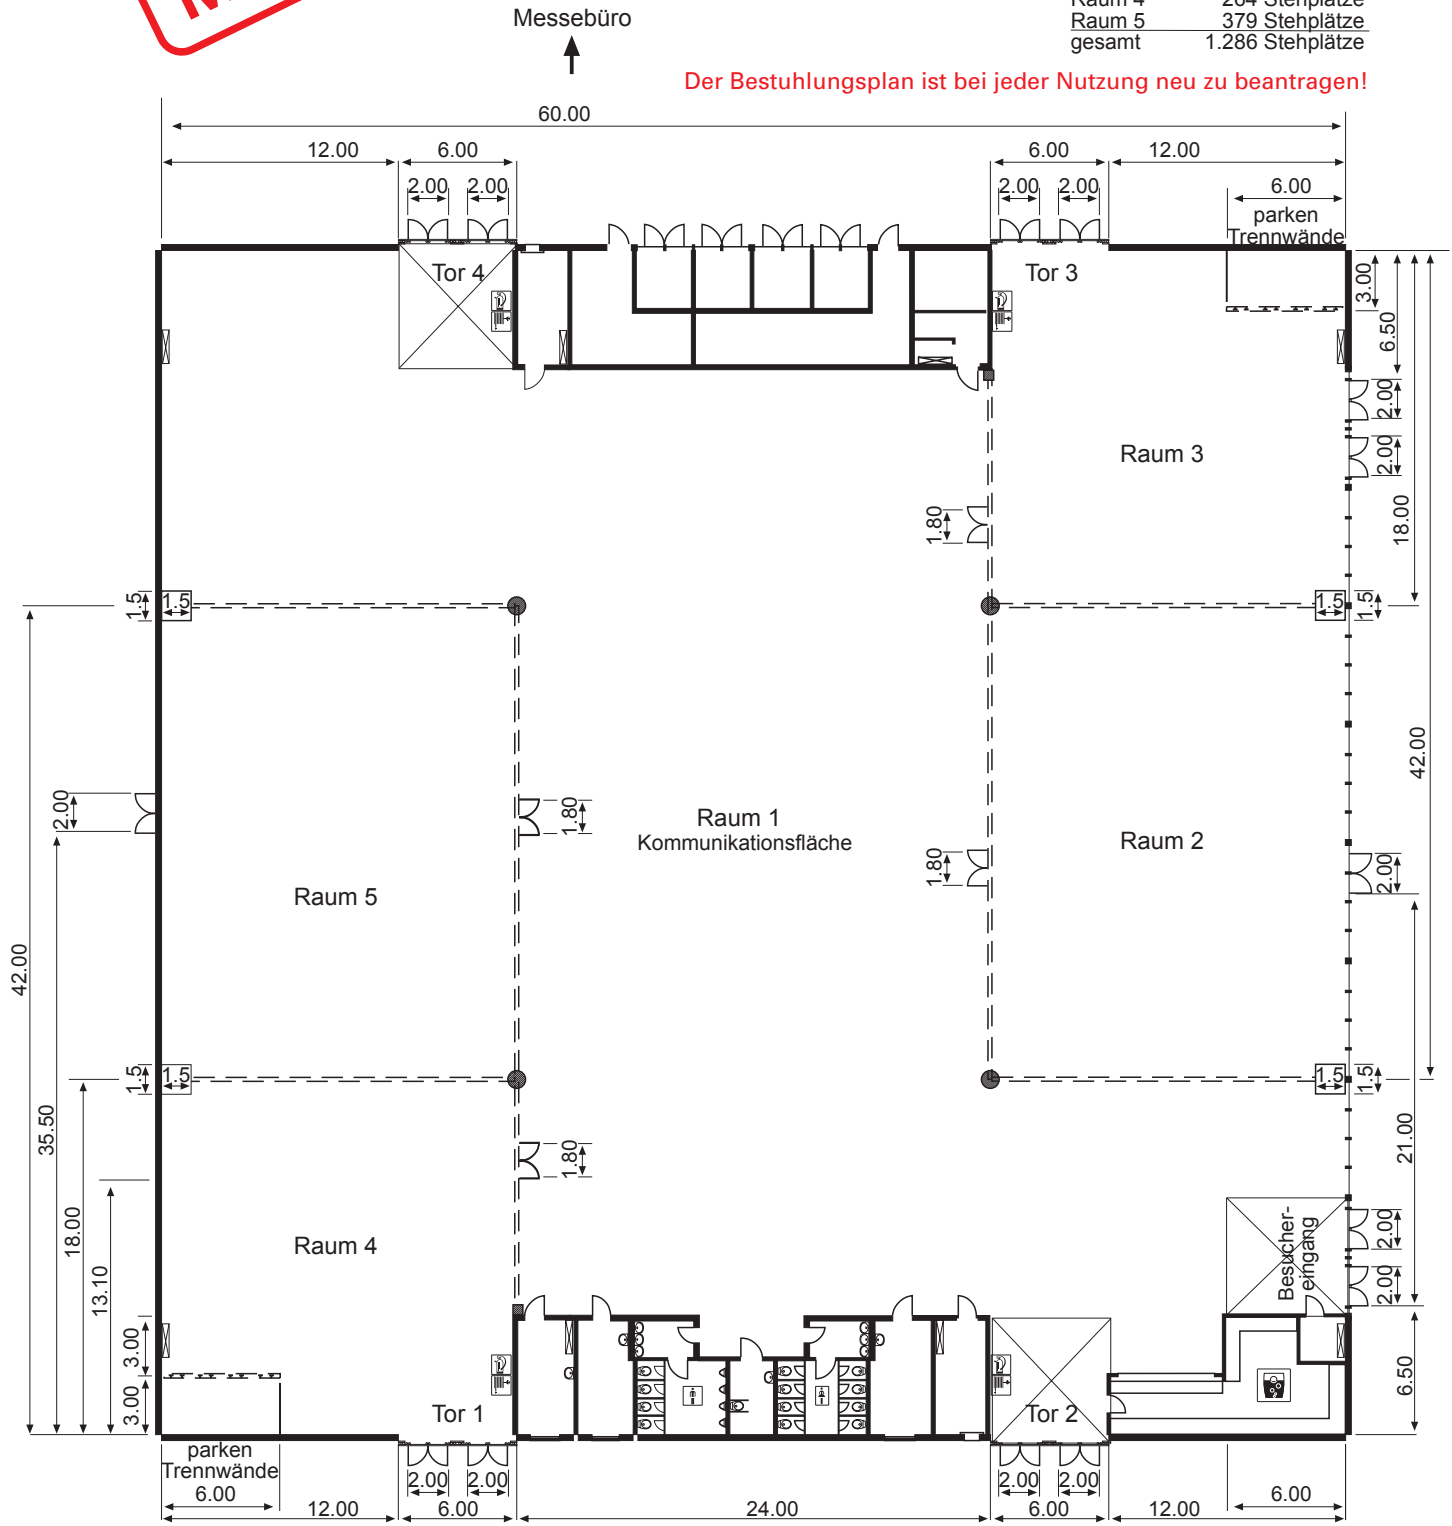 Messebüro
Raum 4 264 Stehplätze
Raum 5 379 Stehplätze
gesamt 1.286 Stehplätze
Der Bestuhlungsplan ist bei jeder Nutzung neu zu beantragen!
60.00
12.00 6.00 6.00 12.00
2.00 2.00 2.00 2.00 6.00
parken
Trennwände
Tor 4
Tor 3
3.00
6.50
2.00
2.00
18.00
Raum 3
1.80
1.5 1.5
1.5 1.5
42.00
2.00
1.80
Raum 1
Kommunikationsfläche
1.80
Raum 2
2.00
Raum 5
42.00
35.50
1.5 1.5
1.5 1.5
21.00
1.80
18.00
13.10
Raum 4
Besucher-
eingang
2.00
2.00
3.00
3.00
6.50
Tor 1
Tor 2
parken
Trennwände
6.00
2.00 2.00 2.00 2.00 6.00
12.00 6.00 24.00 6.00 12.00